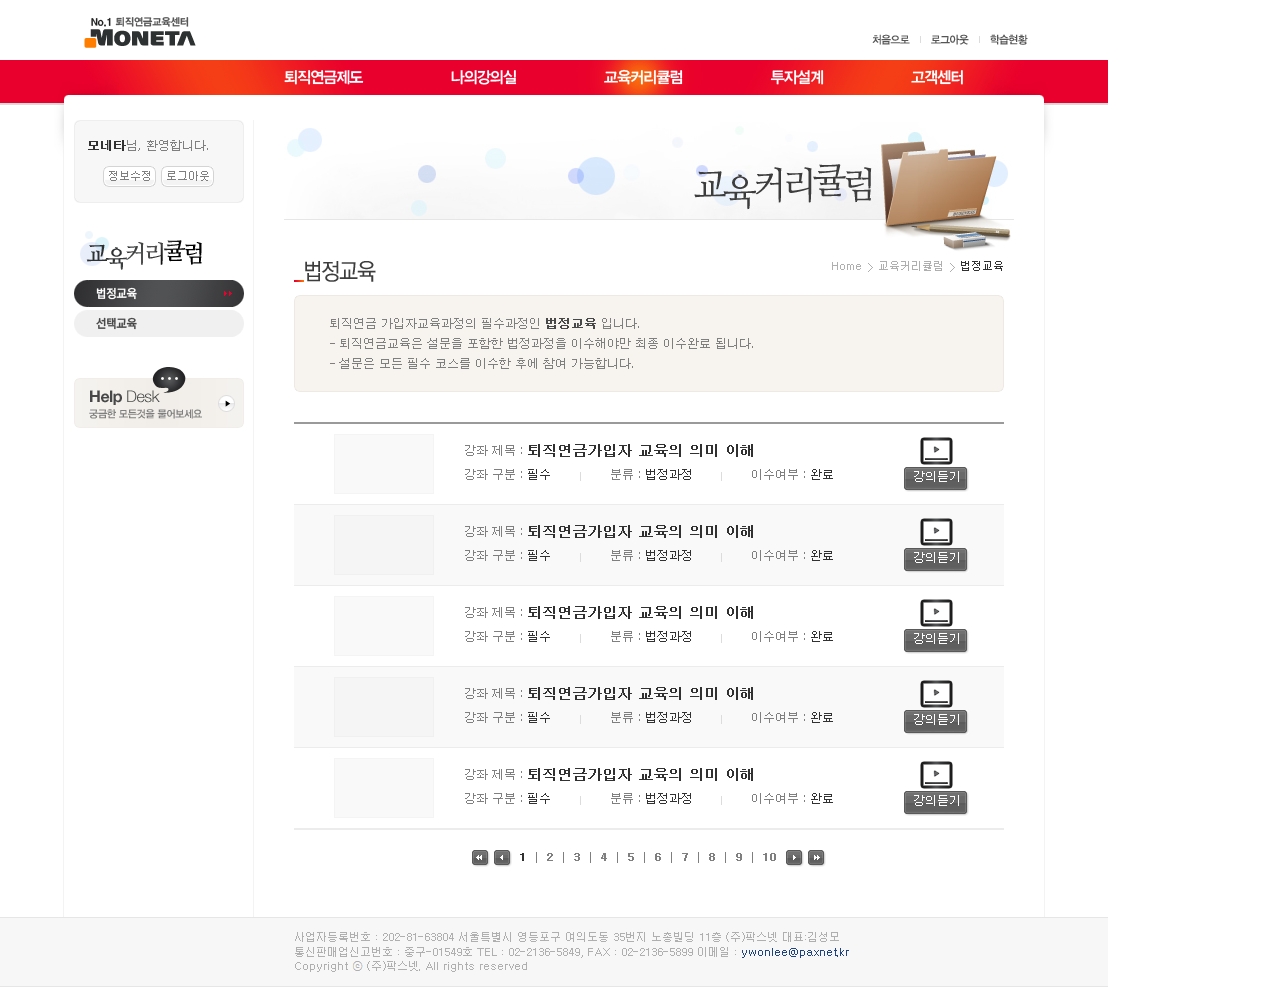 No.1 퇴직연금교육센터
MONETA
처음으로 로그아웃 학습현황
퇴직연금제도 나의강의실 교육커리큘럼 투자설계 고객센터
모네타님, 환영합니다.
정보수정 로그아웃
교육커리큘럼
교육커리큘럼
법정교육
선택교육
Help Desk
궁금한 모든것을 물어보세요
법정교육
Home > 교육커리큘럼 > 법정교육
퇴직연금 가입자교육과정의 필수과정인 법정교육 입니다.
- 퇴직연금교육은 설문을 포함한 법정과정을 이수해야만 최종 이수완료 됩니다.
- 설문은 모든 필수 코스를 이수한 후에 참여 가능합니다.
강좌 제목 : 퇴직연금가입자 교육의 의미 이해
강좌 구분 : 필수 | 분류 : 법정과정 | 이수여부 : 완료
강의듣기
강좌 제목 : 퇴직연금가입자 교육의 의미 이해
강좌 구분 : 필수 | 분류 : 법정과정 | 이수여부 : 완료
강의듣기
강좌 제목 : 퇴직연금가입자 교육의 의미 이해
강좌 구분 : 필수 | 분류 : 법정과정 | 이수여부 : 완료
강의듣기
강좌 제목 : 퇴직연금가입자 교육의 의미 이해
강좌 구분 : 필수 | 분류 : 법정과정 | 이수여부 : 완료
강의듣기
강좌 제목 : 퇴직연금가입자 교육의 의미 이해
강좌 구분 : 필수 | 분류 : 법정과정 | 이수여부 : 완료
강의듣기
1 | 2 | 3 | 4 | 5 | 6 | 7 | 8 | 9 | 10
사업자등록번호 : 202-81-63804 서울특별시 영등포구 여의도동 35번지 노총빌딩 11층 (주)팍스넷 대표:김성모
통신판매업신고번호 : 중구-01549호 TEL : 02-2136-5849, FAX : 02-2136-5899 이메일 : ywonlee@paxnet.kr
Copyright ⓒ (주)팍스넷, All rights reserved